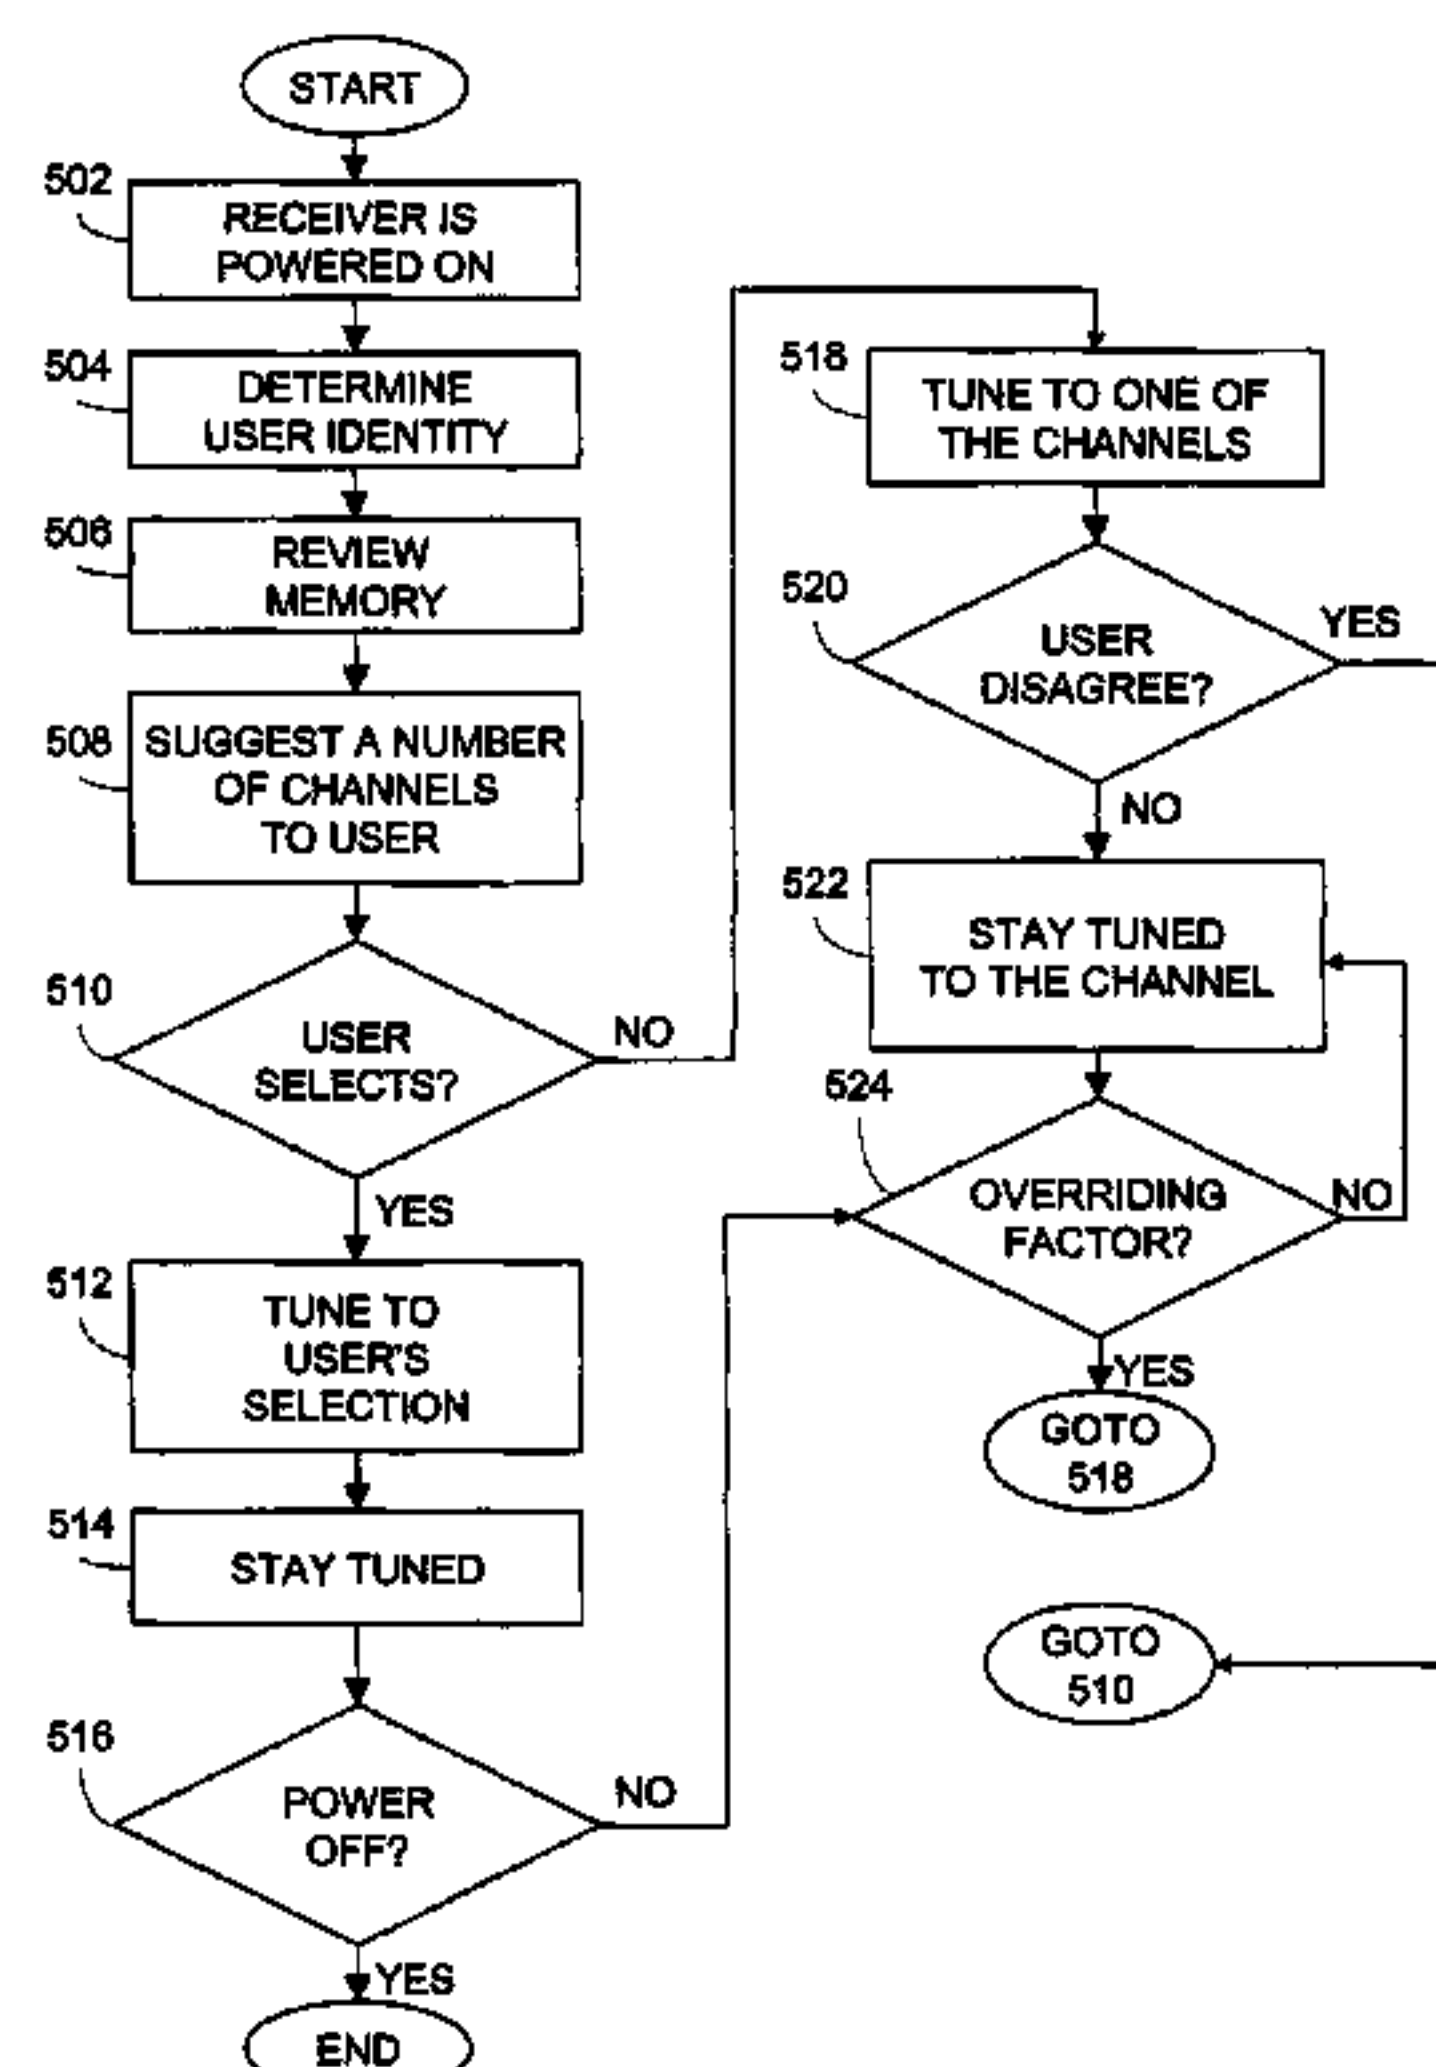 START
502
RECEIVER IS
POWERED ON
504
DETERMINE
USER IDENTITY
506
REVIEW
MEMORY
508
SUGGEST A NUMBER
OF CHANNELS
TO USER
510
USER
SELECTS?
NO
YES
512
TUNE TO
USER'S
SELECTION
514
STAY TUNED
516
POWER
OFF?
NO
YES
END
518
TUNE TO ONE OF
THE CHANNELS
520
USER
DISAGREE?
YES
NO
522
STAY TUNED
TO THE CHANNEL
524
OVERRIDING
FACTOR?
NO
YES
GOTO
518
GOTO
510